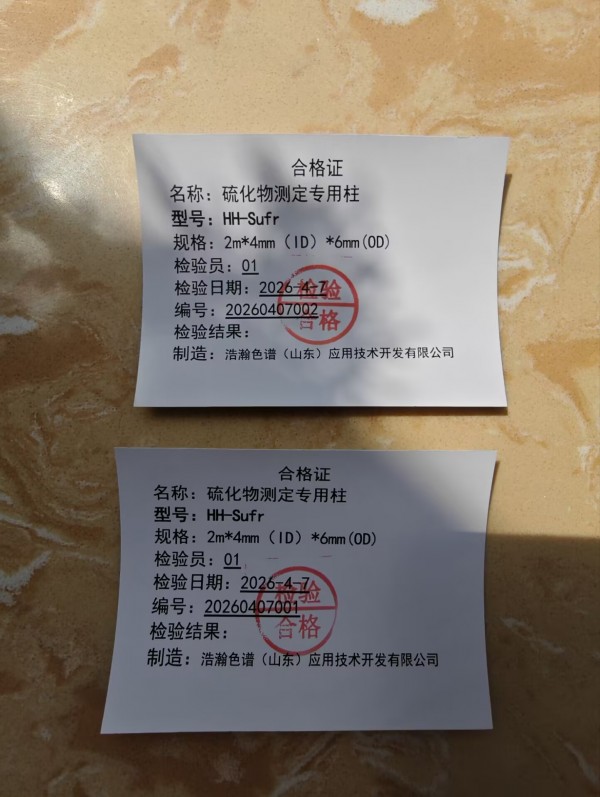 合格证
名称：硫化物测定专用柱
型号：HH-Sufr
规格：2m*4mm（ID）*6mm(OD)
检验员：01
检验日期：2026-4-7
编号：20260407002
检验结果：
检验
合格
制造：浩瀚色谱（山东）应用技术开发有限公司
合格证
名称：硫化物测定专用柱
型号：HH-Sufr
规格：2m*4mm（ID）*6mm(OD)
检验员：01
检验日期：2026-4-7
编号：20260407001
检验结果：
检验
合格
制造：浩瀚色谱（山东）应用技术开发有限公司